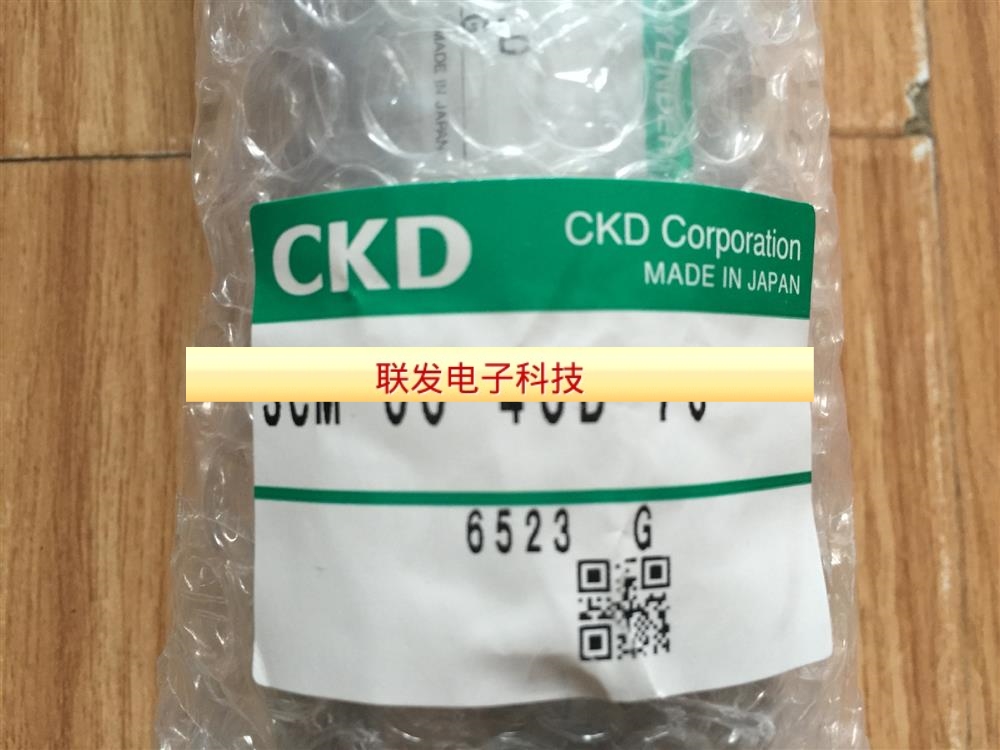 MADE IN JAPAN
CKD
CKD Corporation
MADE IN JAPAN
联发电子科技
6523 G